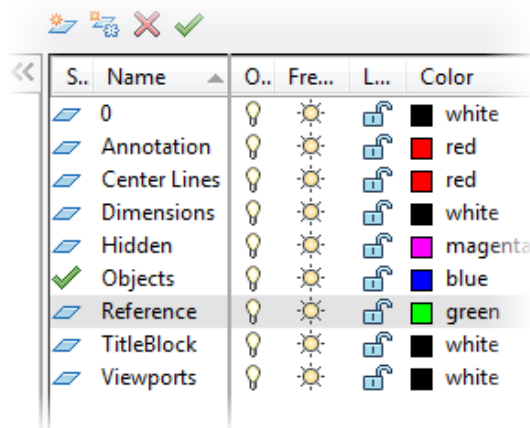 S.. Name O.. Fre... L... Color
0 white
Annotation red
Center Lines red
Dimensions white
Hidden magenta
Objects blue
Reference green
TitleBlock white
Viewports white